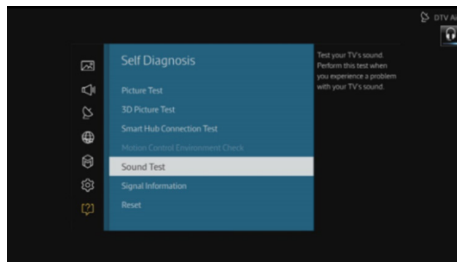 DTV Ai
Self Diagnosis
Picture Test
3D Picture Test
Smart Hub Connection Test
Motion Control Environment Check
Sound Test
Signal Information
Reset
Test your TV's sound.
Perform this test when
you experience a problem
with your TV's sound.